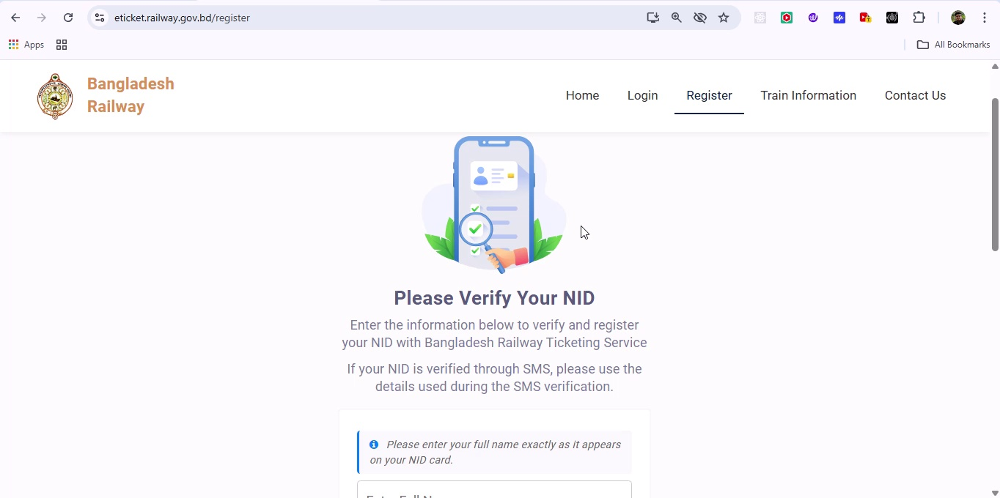 eticket.railway.gov.bd/register
Apps
All Bookmarks
Bangladesh
Railway
Home
Login
Register
Train Information
Contact Us
Please Verify Your NID
Enter the information below to verify and register
your NID with Bangladesh Railway Ticketing Service
If your NID is verified through SMS, please use the
details used during the SMS verification.
Please enter your full name exactly as it appears
on your NID card.